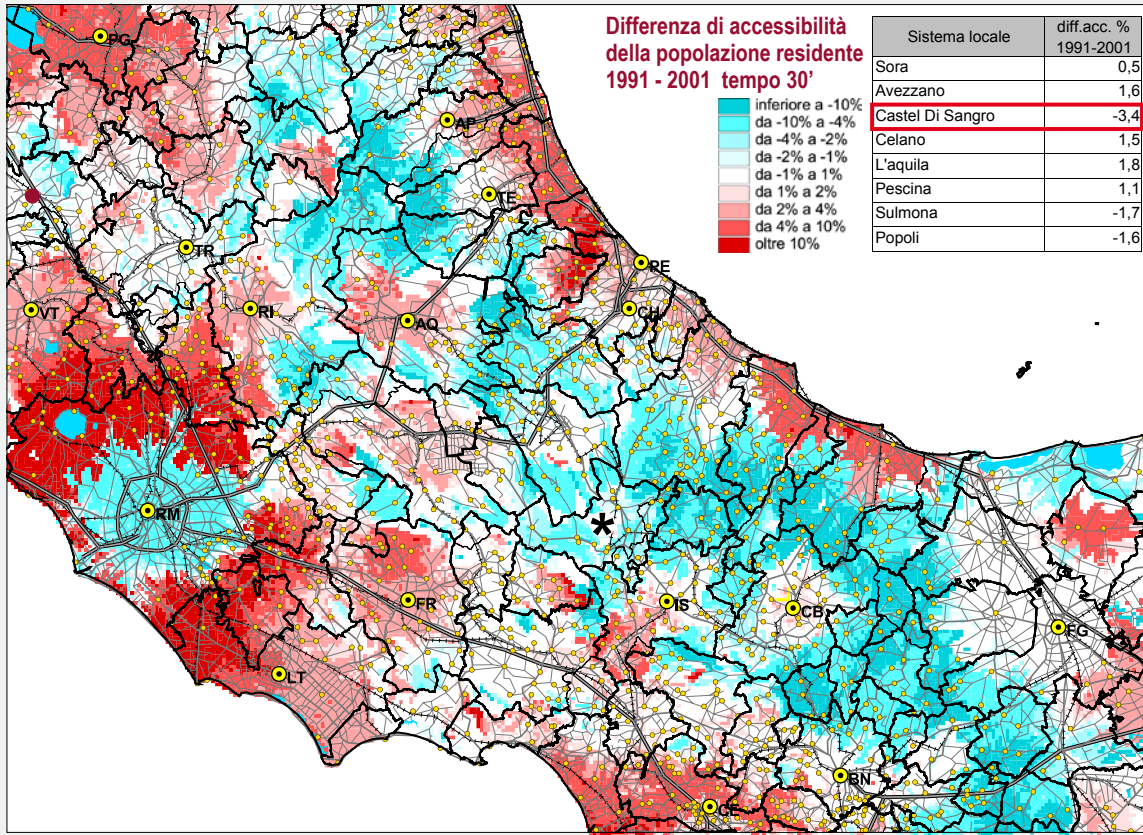 Differenza di accessibilità
della popolazione residente
1991 - 2001 tempo 30’
inferiore a -10%
da -10% a -4%
da -4% a -2%
da -2% a -1%
da -1% a 1%
da 1% a 2%
da 2% a 4%
da 4% a 10%
oltre 10%
Sistema locale diff.acc. %
1991-2001
Sora 0,5
Avezzano 1,6
Castel Di Sangro -3,4
Celano 1,5
L'aquila 1,8
Pescina 1,1
Sulmona -1,7
Popoli -1,6
PG
AP
TE
TR
PE
VT
RI
AQ
CH
RM
*
FR
IS
CB
FG
LT
BN
CE